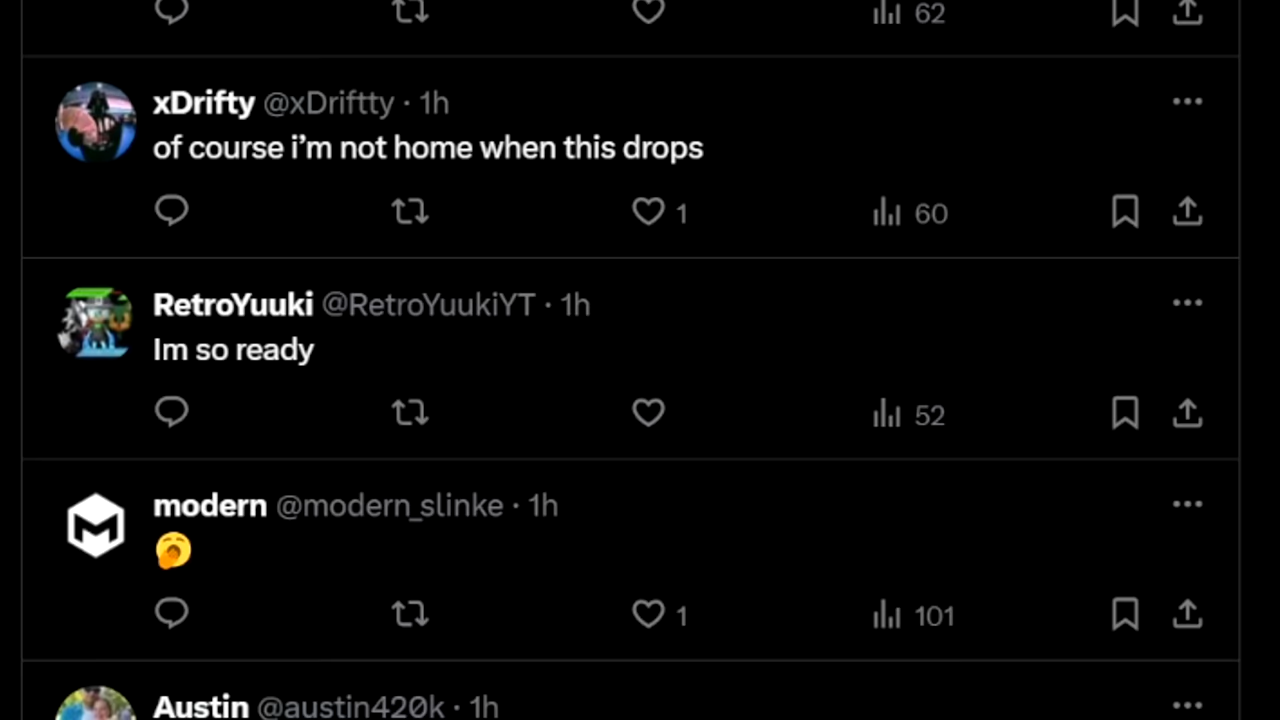 62
xDrifty @xDriftty · 1h
of course i’m not home when this drops
1 60
RetroYuuki @RetroYuukiYT · 1h
Im so ready
52
modern @modern_slinke · 1h
🥱
1 101
Austin @austin420k · 1h